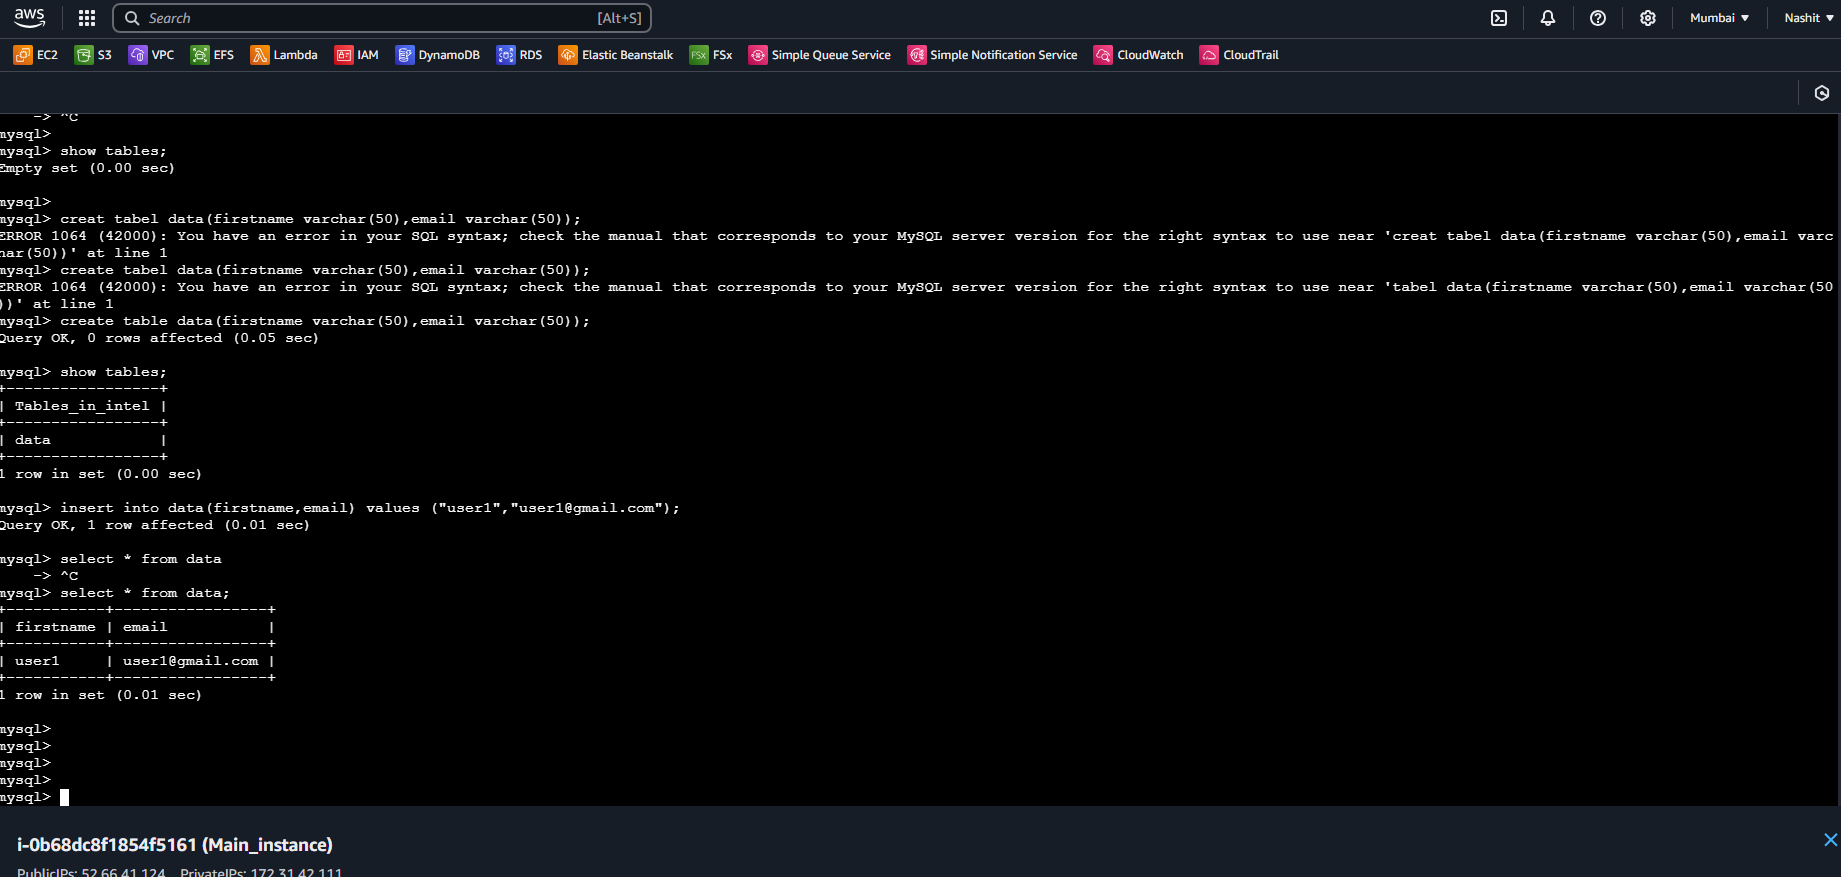 aws
Search [Alt+S]
Mumbai ▼ Nashit ▼
EC2 S3 VPC EFS Lambda IAM DynamoDB RDS Elastic Beanstalk FSx FSx Simple Queue Service Simple Notification Service CloudWatch CloudTrail
-> ^C
mysql>
mysql> show tables;
Empty set (0.00 sec)
mysql>
mysql> creat tabel data(firstname varchar(50),email varchar(50));
ERROR 1064 (42000): You have an error in your SQL syntax; check the manual that corresponds to your MySQL server version for the right syntax to use near 'creat tabel data(firstname varchar(50),email varc
har(50))' at line 1
mysql> create tabel data(firstname varchar(50),email varchar(50));
ERROR 1064 (42000): You have an error in your SQL syntax; check the manual that corresponds to your MySQL server version for the right syntax to use near 'tabel data(firstname varchar(50),email varchar(50
))' at line 1
mysql> create table data(firstname varchar(50),email varchar(50));
Query OK, 0 rows affected (0.05 sec)
mysql> show tables;
+-----------------+
| Tables_in_intel |
+-----------------+
| data            |
+-----------------+
1 row in set (0.00 sec)
mysql> insert into data(firstname,email) values ("user1","user1@gmail.com");
Query OK, 1 row affected (0.01 sec)
mysql> select * from data
-> ^C
mysql> select * from data;
+-----------+-----------------+
| firstname | email           |
+-----------+-----------------+
| user1     | user1@gmail.com |
+-----------+-----------------+
1 row in set (0.01 sec)
mysql>
mysql>
mysql>
mysql>
mysql>
i-0b68dc8f1854f5161 (Main_instance)
PublicIPs: 52.66.41.124 PrivateIPs: 172.31.42.111